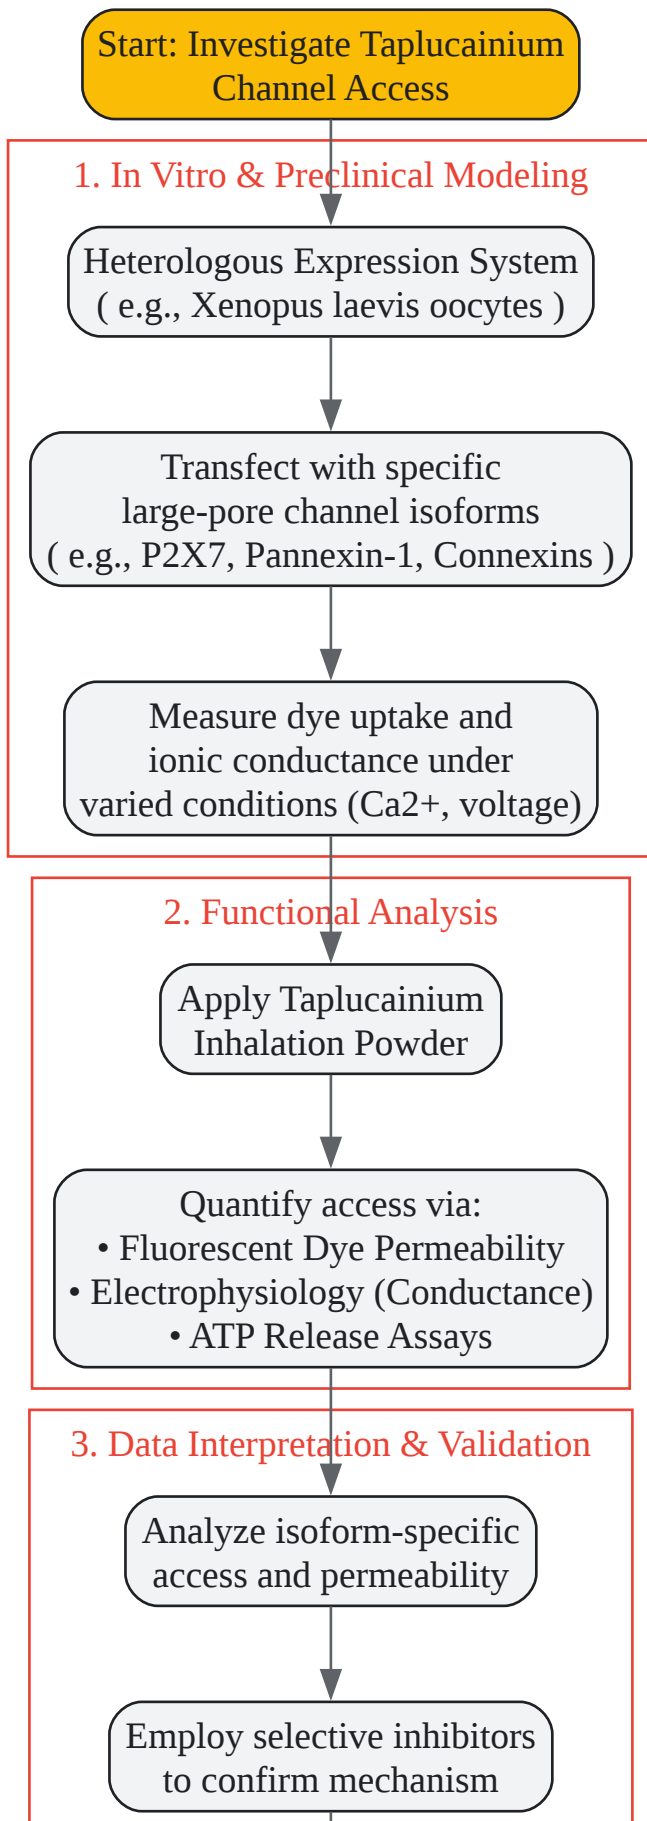 Start: Investigate Taplucainium
Channel Access
1. In Vitro & Preclinical Modeling
Heterologous Expression System
( e.g., Xenopus laevis oocytes )
Transfect with specific
large-pore channel isoforms
( e.g., P2X7, Pannexin-1, Connexins )
Measure dye uptake and
ionic conductance under
varied conditions (Ca2+, voltage)
2. Functional Analysis
Apply Taplucainium
Inhalation Powder
Quantify access via:
• Fluorescent Dye Permeability
• Electrophysiology (Conductance)
• ATP Release Assays
3. Data Interpretation & Validation
Analyze isoform-specific
access and permeability
Employ selective inhibitors
to confirm mechanism